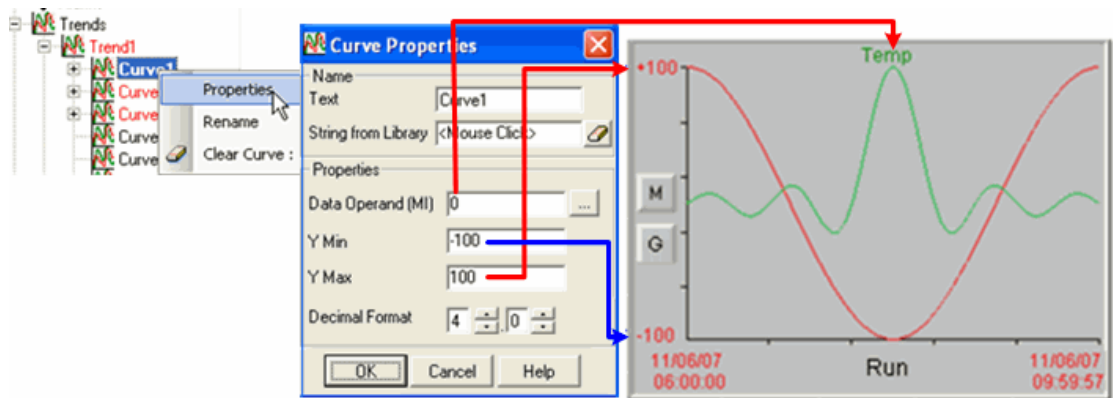 Trends
Trend1
Curve1
Curve
Curve
Curve
Curve
Properties
Rename
Clear Curve :
Curve Properties
Name
Text Curve1
String from Library <Mouse Click>
Properties
Data Operand (MI) 0 ...
Y Min -100
Y Max 100
Decimal Format 4 . 0
OK Cancel Help
Temp
+100
M
G
-100
11/06/07 Run 11/06/07
06:00:00 09:59:57